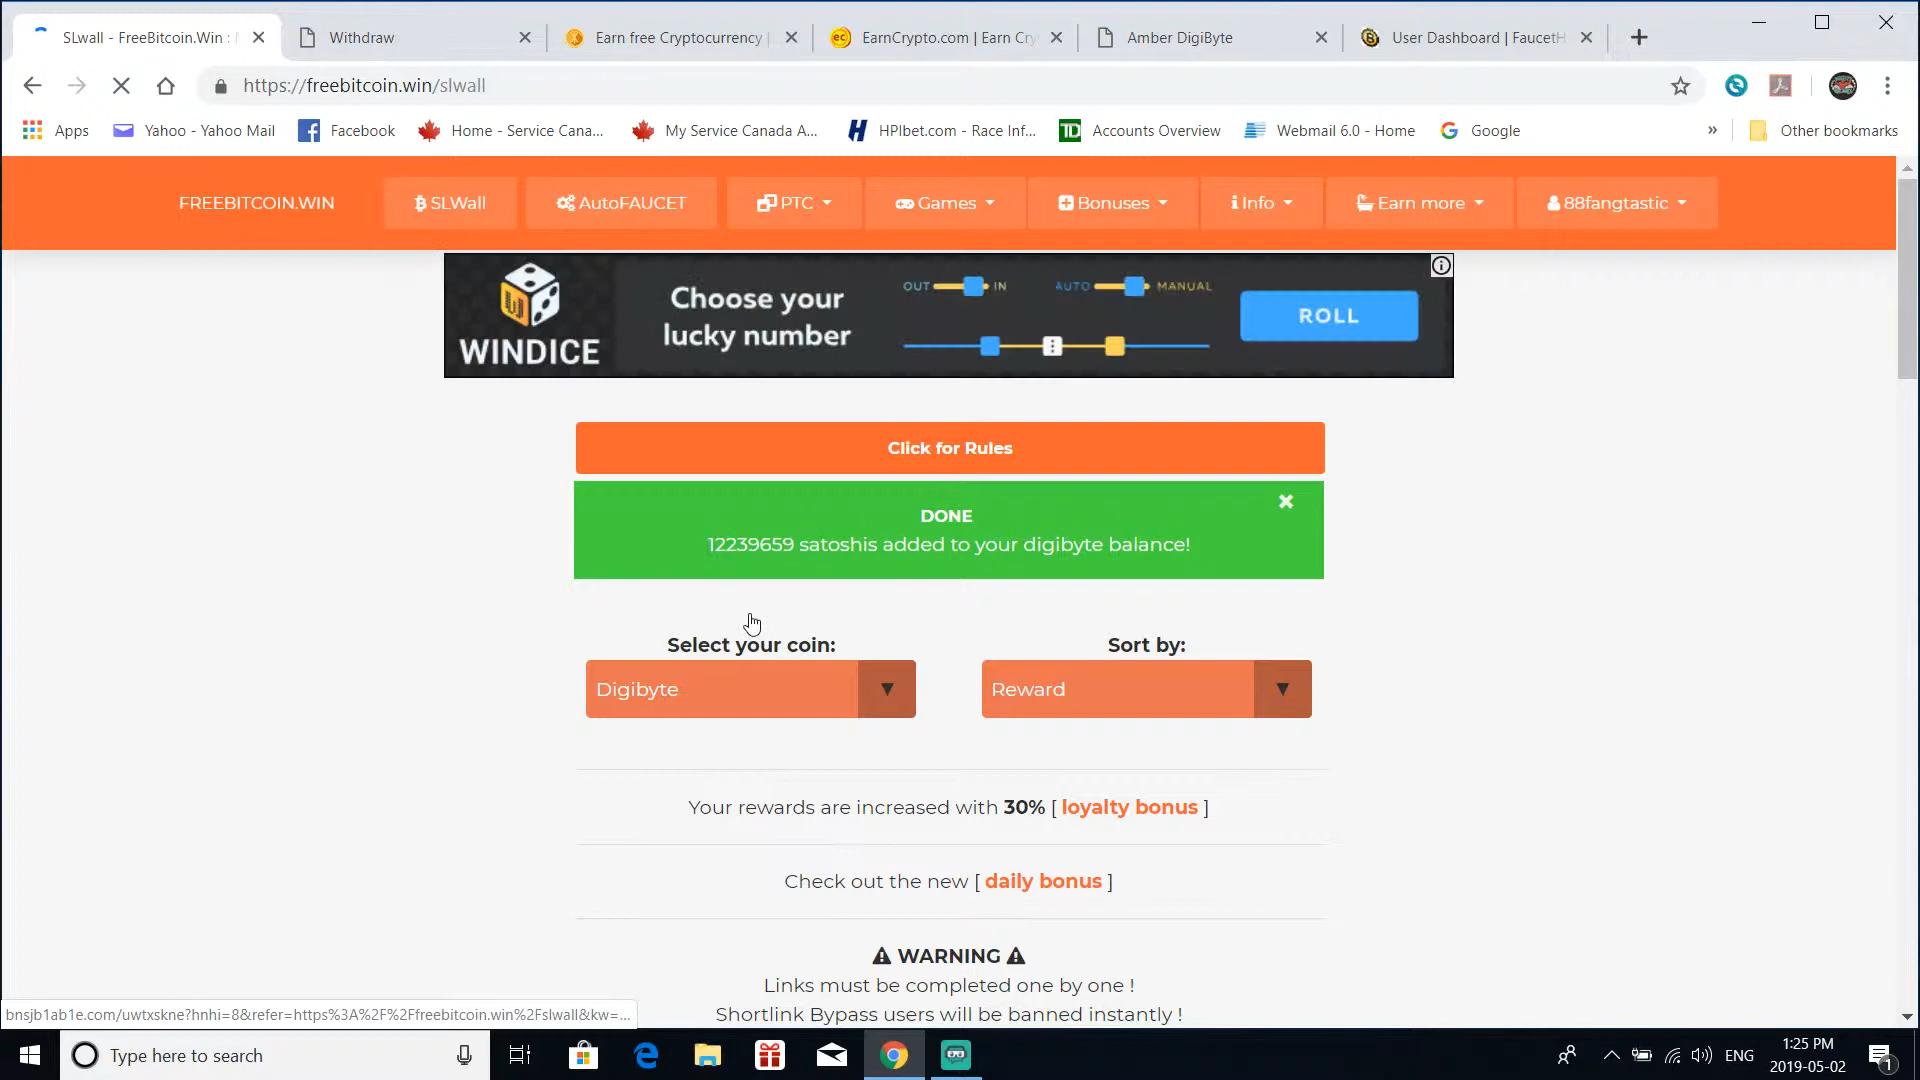 SLwall - FreeBitcoin.Win :
Withdraw
Earn free Cryptocurrency |
EarnCrypto.com | Earn Cry
Amber DigiByte
User Dashboard | FaucetH
https://freebitcoin.win/slwall
Apps
Yahoo - Yahoo Mail
Facebook
Home - Service Cana...
My Service Canada A...
HPIbet.com - Race Inf...
TD
Accounts Overview
Webmail 6.0 - Home
Google
»
Other bookmarks
FREEBITCOIN.WIN
SLWall
AutoFAUCET
PTC
Games
Bonuses
Info
Earn more
88fangtastic
WINDICE
Choose your
lucky number
OUT
IN
AUTO
MANUAL
ROLL
Click for Rules
DONE
12239659 satoshis added to your digibyte balance!
Select your coin:
Sort by:
Digibyte
Reward
Your rewards are increased with 30% [ loyalty bonus ]
Check out the new [ daily bonus ]
WARNING
Links must be completed one by one !
Shortlink Bypass users will be banned instantly !
bnsjb1ab1e.com/uwtxskne?hnhi=8&refer=https%3A%2F%2Ffreebitcoin.win%2Fslwall&kw=...
Type here to search
ENG
1:25 PM
2019-05-02
1